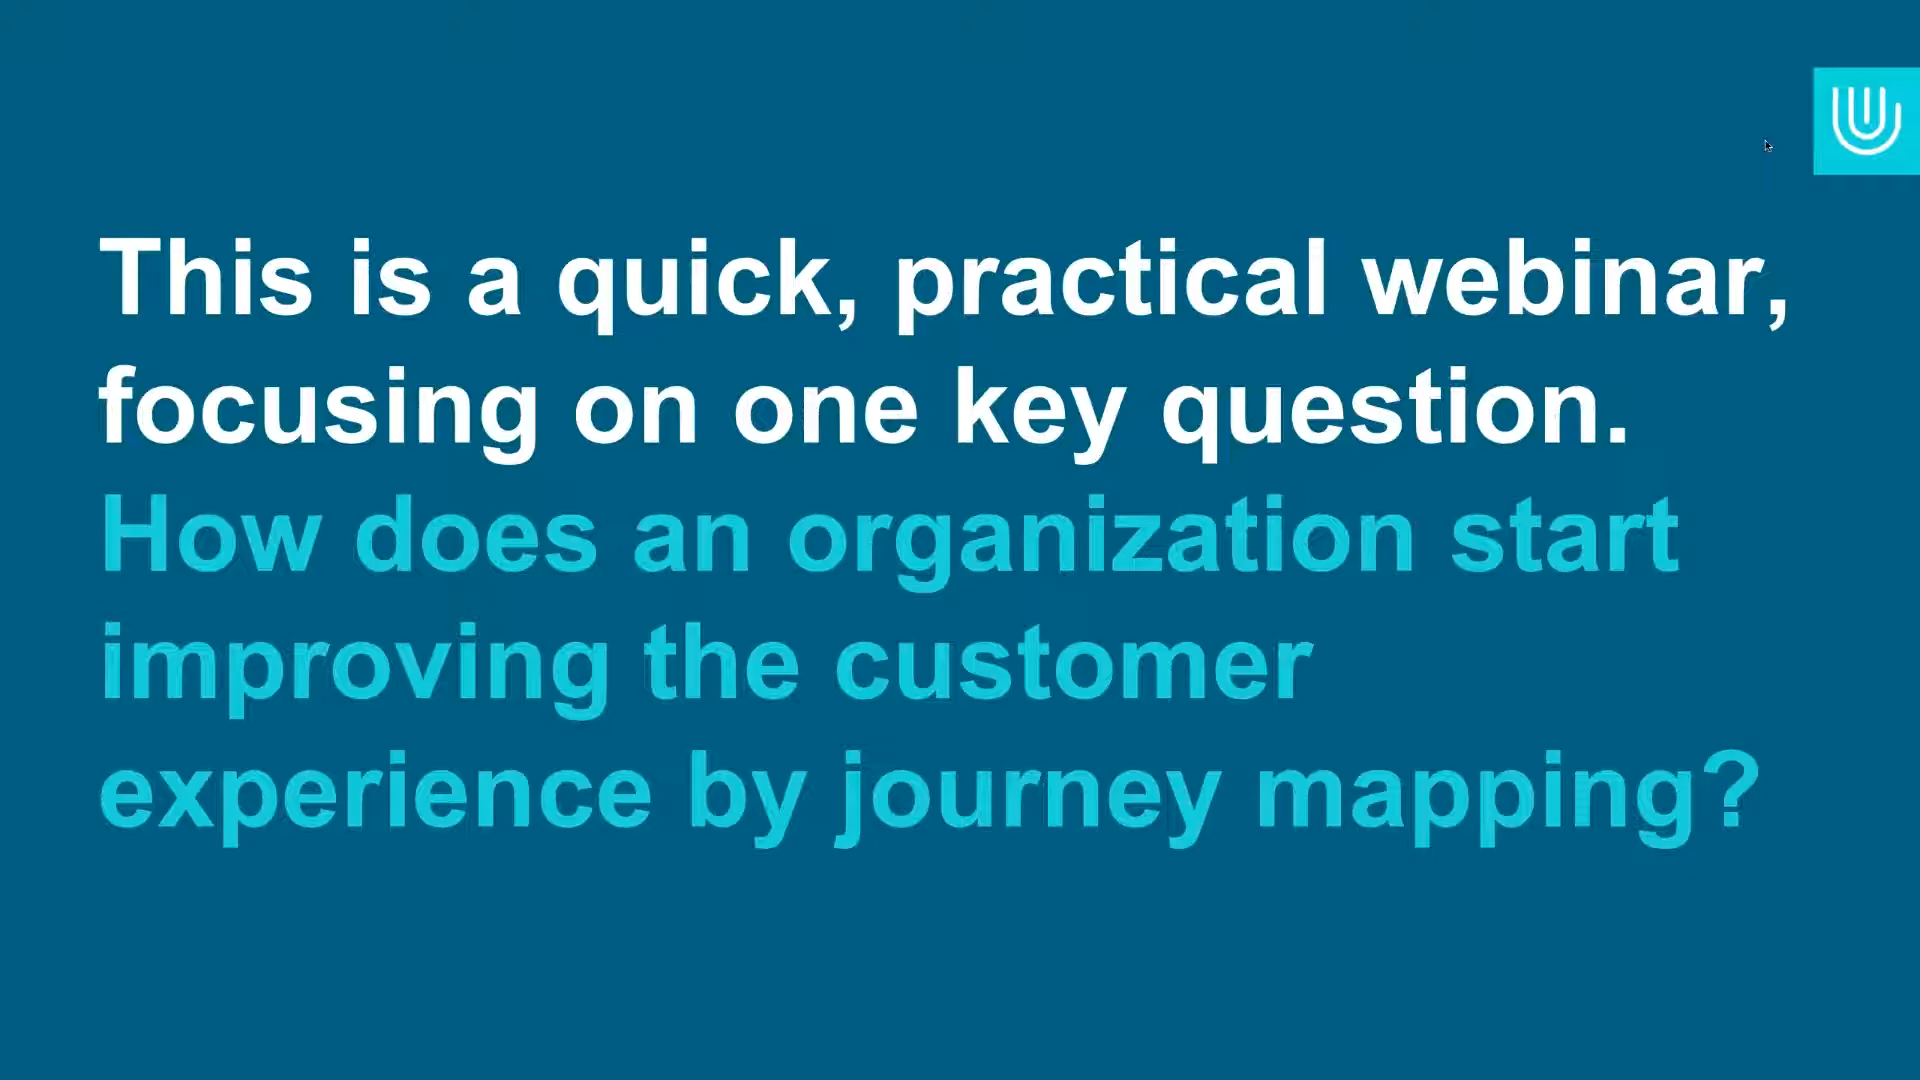 This is a quick, practical webinar,
focusing on one key question.
How does an organization start
improving the customer
experience by journey mapping?